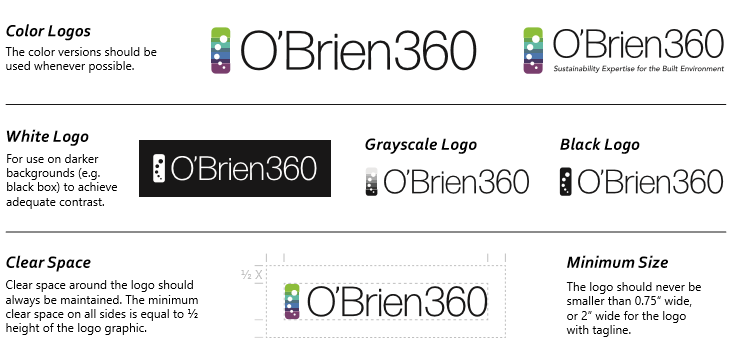 Color Logos
The color versions should be
used whenever possible.
O’Brien360
O’Brien360
Sustainability Expertise for the Built Environment
White Logo
For use on darker
backgrounds (e.g.
black box) to achieve
adequate contrast.
O’Brien360
Grayscale Logo
O’Brien360
Black Logo
O’Brien360
Clear Space
Clear space around the logo should
always be maintained. The minimum
clear space on all sides is equal to ½
height of the logo graphic.
½ X
O’Brien360
Minimum Size
The logo should never be
smaller than 0.75” wide,
or 2” wide for the logo
with tagline.